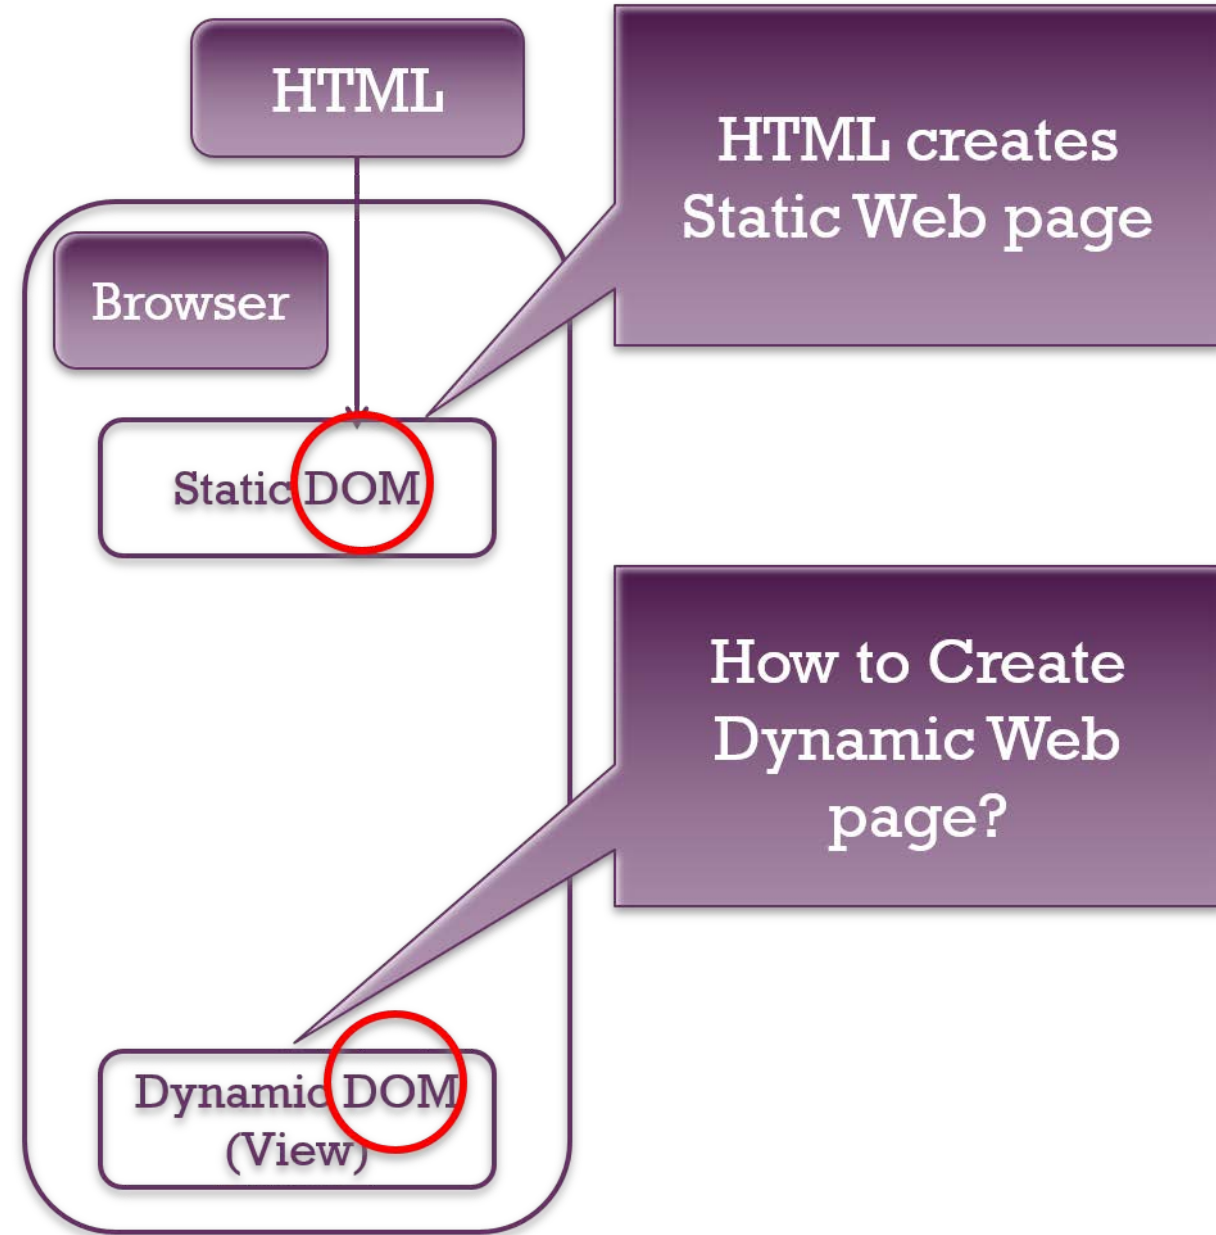 HTML
HTML creates
Static Web page
Browser
Static DOM
How to Create
Dynamic Web
page?
Dynamic DOM
(View)